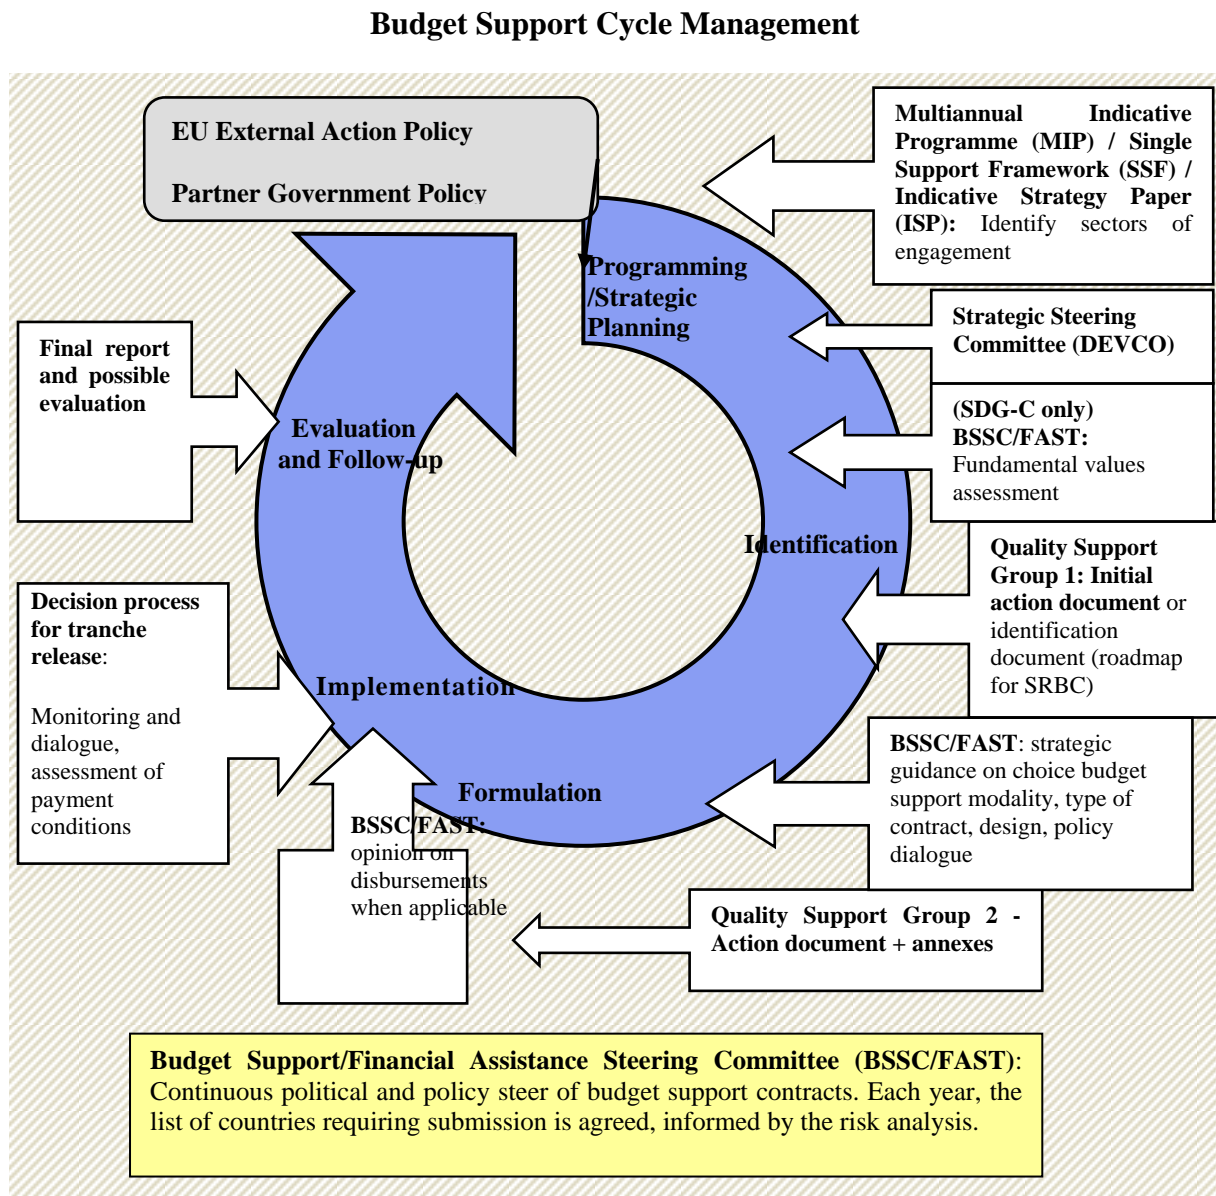 Budget Support Cycle Management
EU External Action Policy
Partner Government Policy
Multiannual Indicative
Programme (MIP) / Single
Support Framework (SSF) /
Indicative Strategy Paper
(ISP): Identify sectors of
engagement
Programming
/Strategic
Planning
Strategic Steering
Committee (DEVCO)
(SDG-C only)
BSSC/FAST:
Fundamental values
assessment
Identification
Quality Support
Group 1: Initial
action document or
identification
document (roadmap
for SRBC)
BSSC/FAST: strategic
guidance on choice budget
support modality, type of
contract, design, policy
dialogue
Formulation
Quality Support Group 2 -
Action document + annexes
BSSC/FAST:
opinion on
disbursements
when applicable
Implementation
Decision process
for tranche
release:
Monitoring and
dialogue,
assessment of
payment
conditions
Evaluation
and Follow-up
Final report
and possible
evaluation
Budget Support/Financial Assistance Steering Committee (BSSC/FAST):
Continuous political and policy steer of budget support contracts. Each year, the
list of countries requiring submission is agreed, informed by the risk analysis.